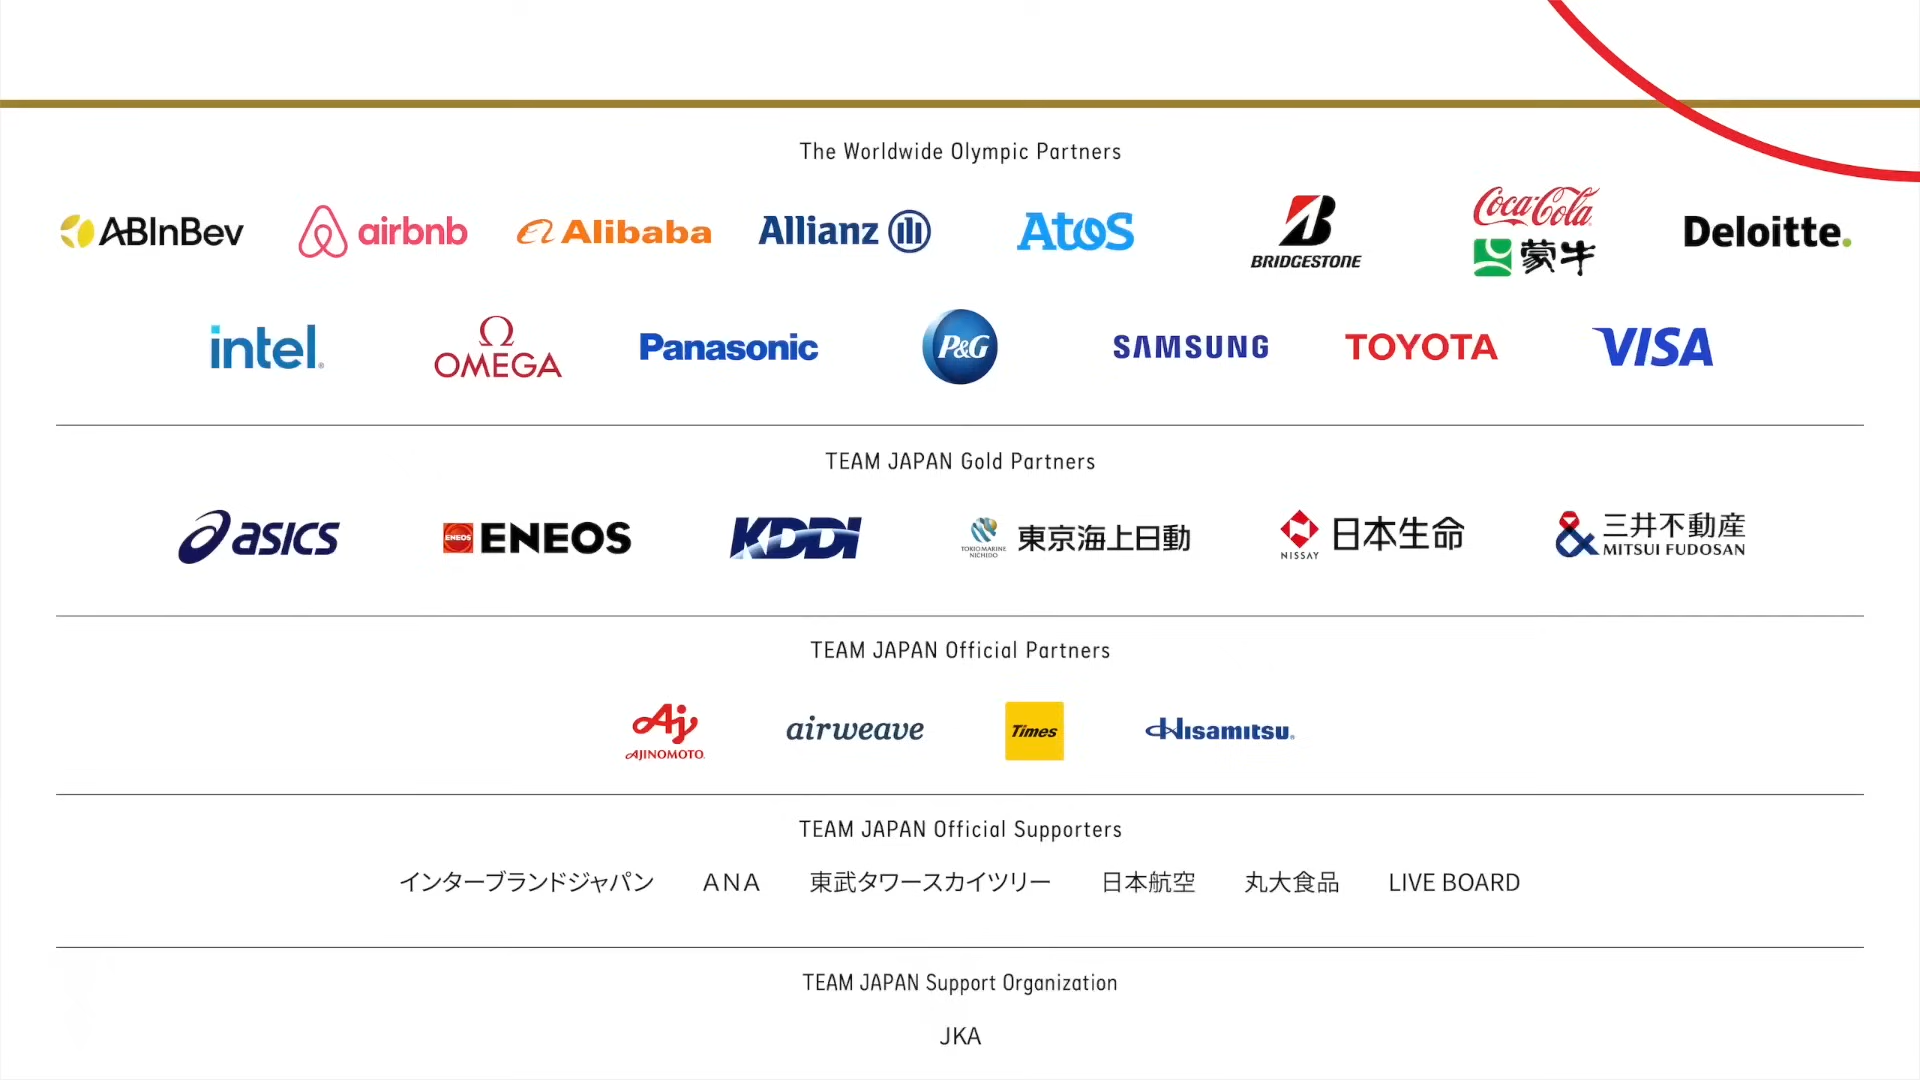 The Worldwide Olympic Partners
ABInBev airbnb Alibaba Allianz Atos BRIDGESTONE Coca-Cola 蒙牛 Deloitte.
intel. OMEGA Panasonic P&G SAMSUNG TOYOTA VISA
TEAM JAPAN Gold Partners
asics ENEOS ENEOS KDDI TOKIO MARINE NICHIDO 東京海上日動 NISSAY 日本生命 三井不動産 MITSUI FUDOSAN
TEAM JAPAN Official Partners
Aj AJINOMOTO airweave Times Hisamitsu
TEAM JAPAN Official Supporters
インターブランドジャパン ANA 東武タワースカイツリー 日本航空 丸大食品 LIVE BOARD
TEAM JAPAN Support Organization
JKA